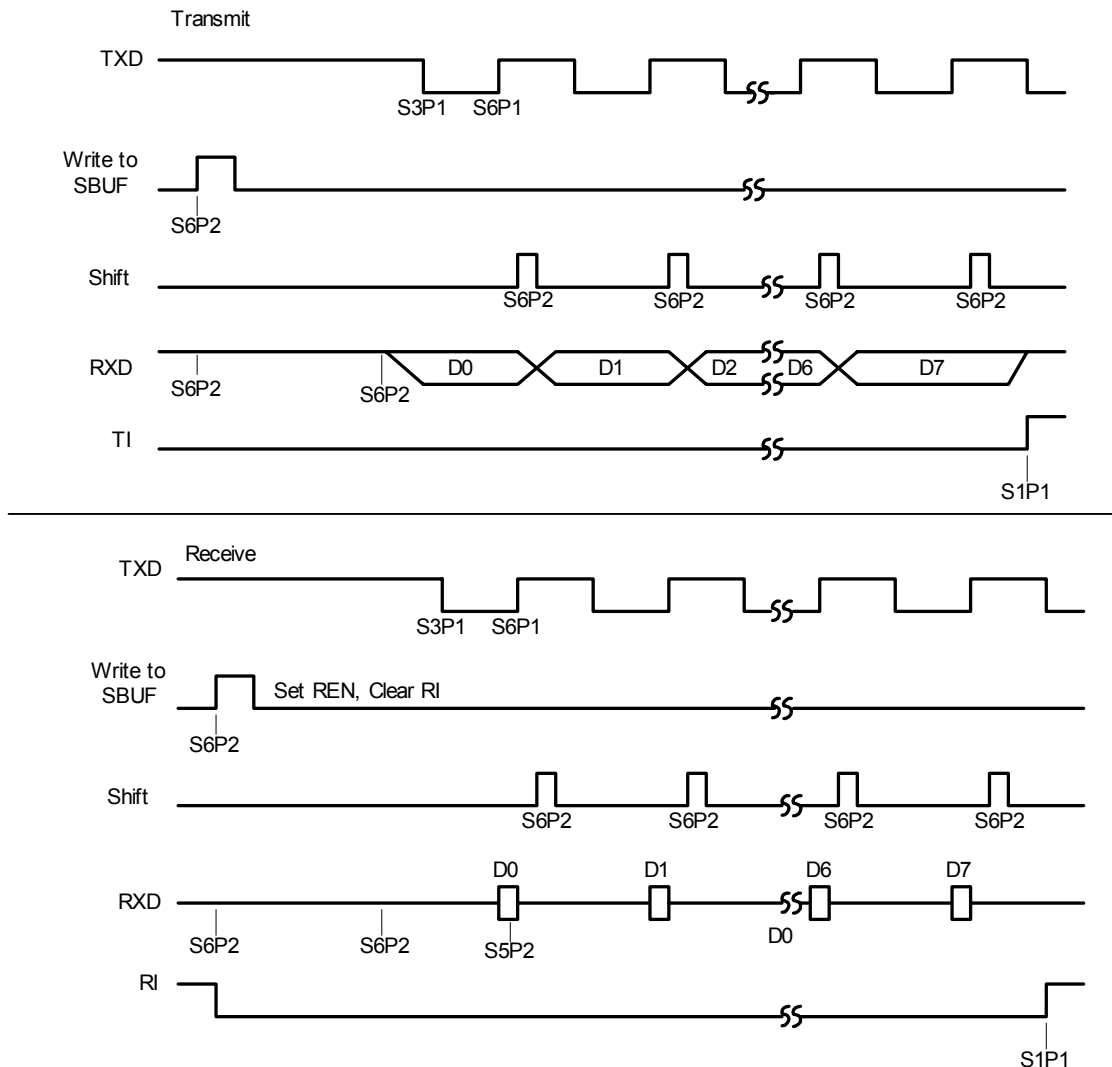 Transmit
TXD
S3P1 S6P1
Write to
SBUF
S6P2
Shift
S6P2 S6P2 S6P2 S6P2
RXD D0 D1 D2 D6 D7
S6P2 S6P2
TI
S1P1
Receive
TXD
S3P1 S6P1
Write to
SBUF
Set REN, Clear RI
S6P2
Shift
S6P2 S6P2 S6P2 S6P2
D0 D1 D6 D7
RXD
D0
S6P2 S6P2 S5P2
RI
S1P1